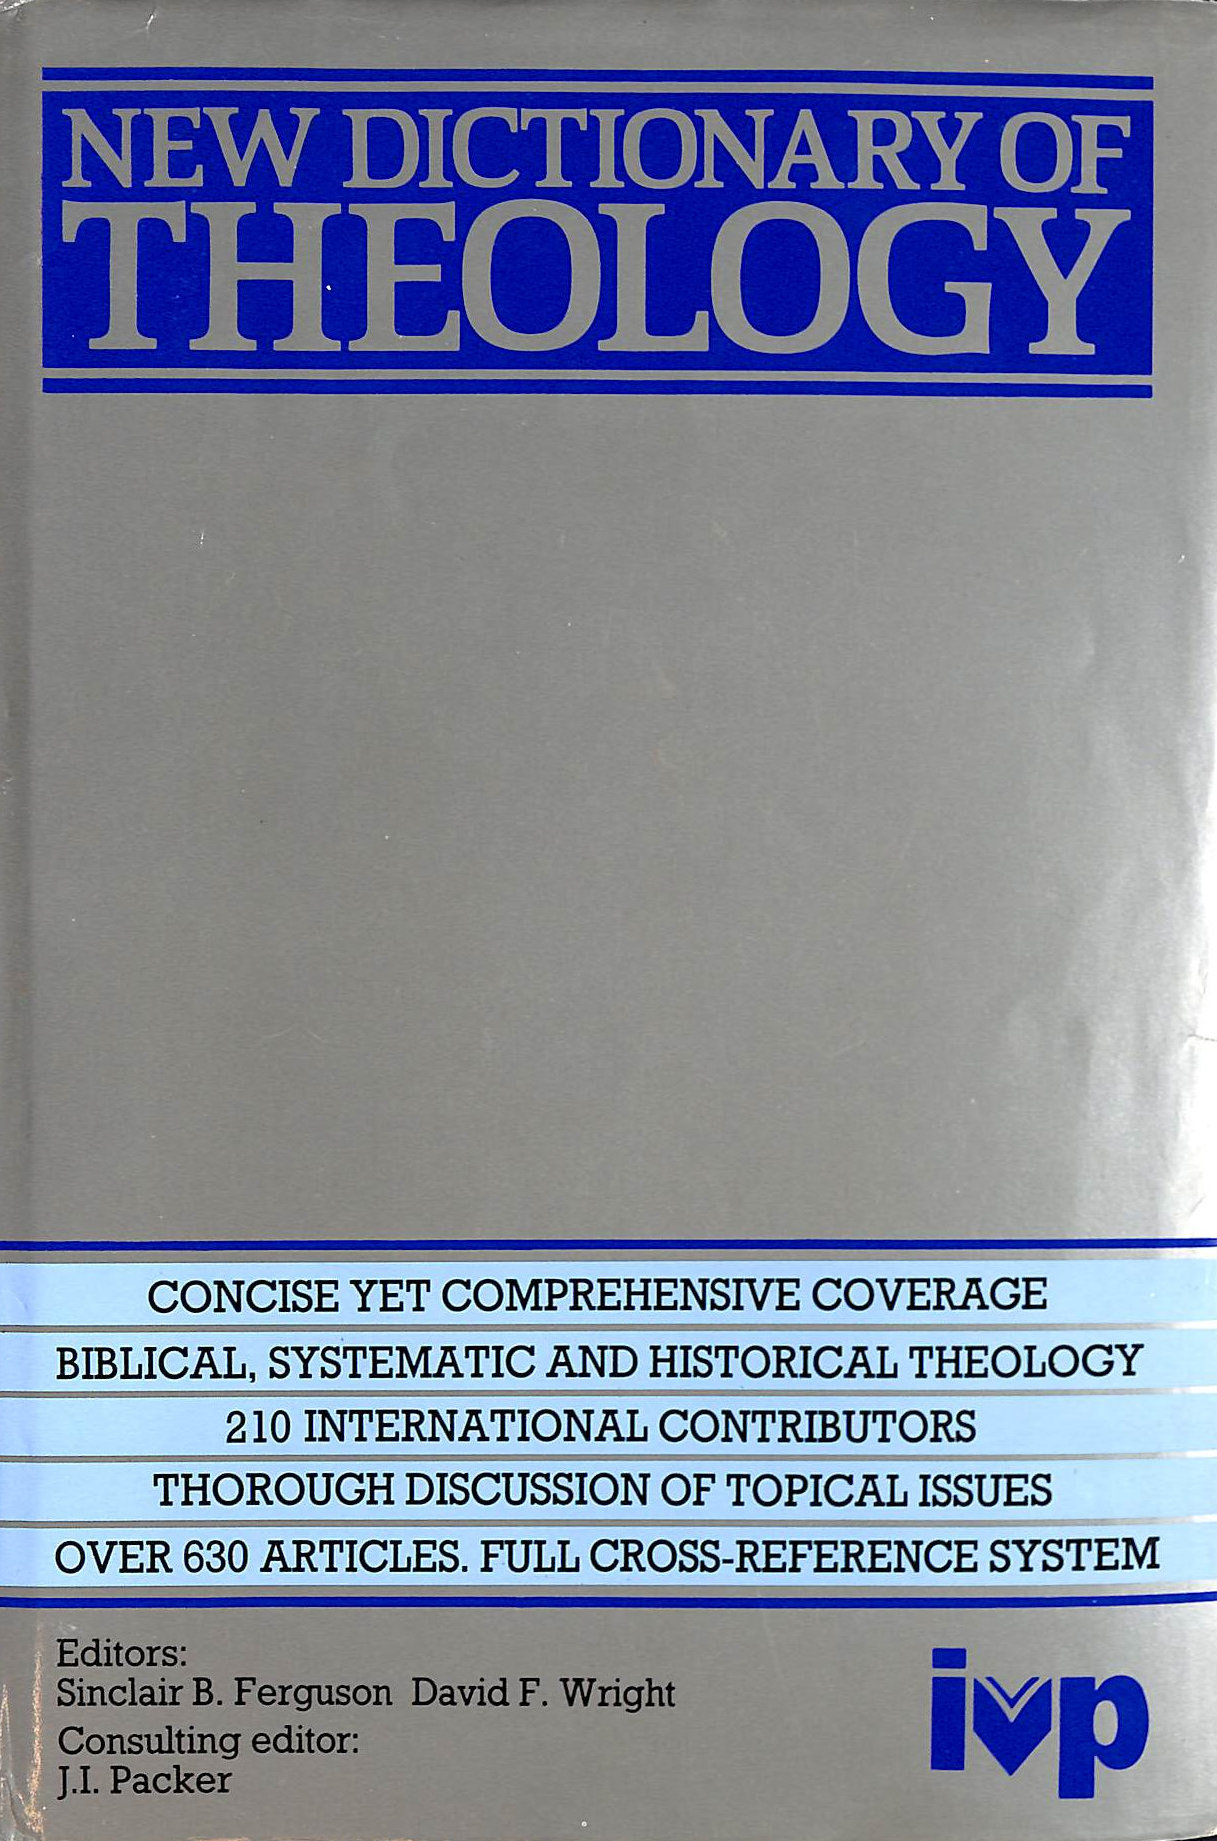 NEW DICTIONARY OF
THEOLOGY
CONCISE YET COMPREHENSIVE COVERAGE
BIBLICAL, SYSTEMATIC AND HISTORICAL THEOLOGY
210 INTERNATIONAL CONTRIBUTORS
THOROUGH DISCUSSION OF TOPICAL ISSUES
OVER 630 ARTICLES. FULL CROSS-REFERENCE SYSTEM
Editors:
Sinclair B. Ferguson David F. Wright
Consulting editor:
J.I. Packer
ivp